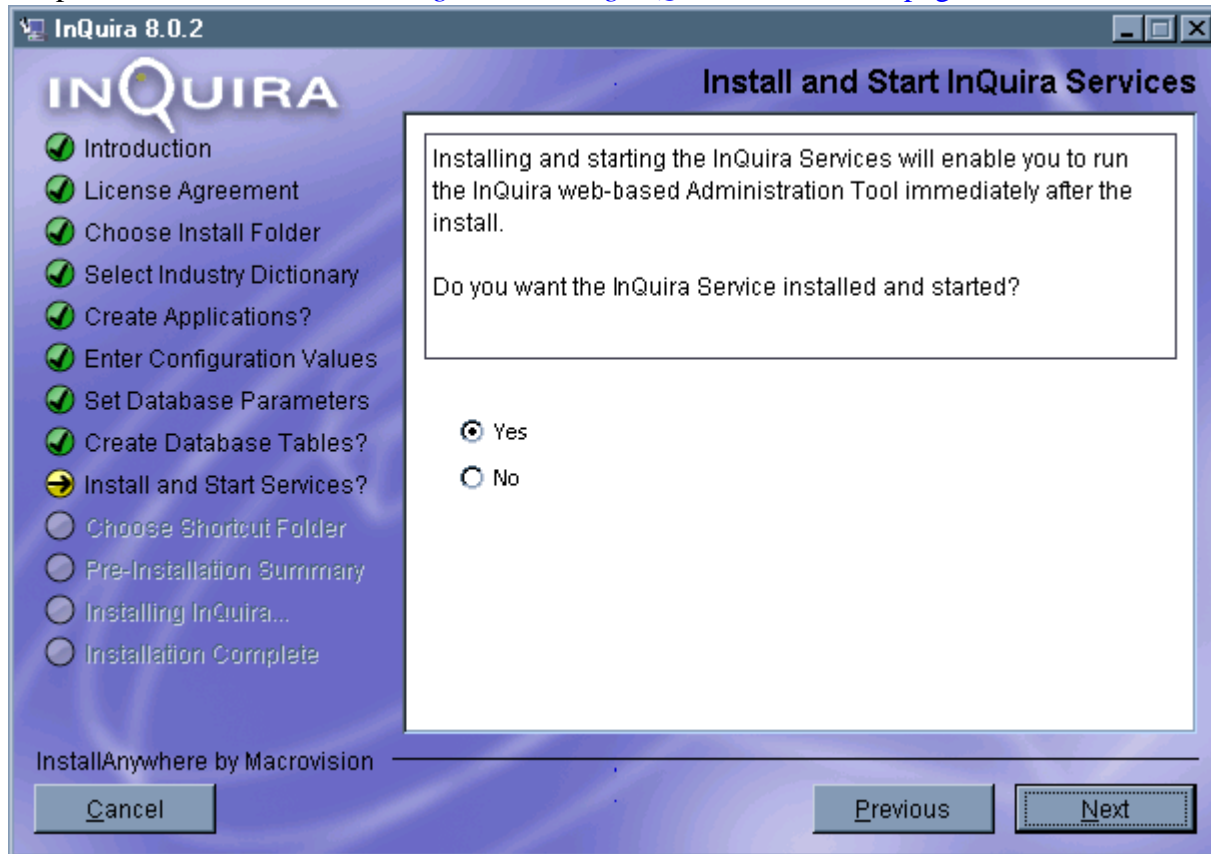 InQuira 8.0.2
INQUIRA
Install and Start InQuira Services
Introduction
License Agreement
Choose Install Folder
Select Industry Dictionary
Create Applications?
Enter Configuration Values
Set Database Parameters
Create Database Tables?
Install and Start Services?
Choose Shortcut Folder
Pre-Installation Summary
Installing InQuira...
Installation Complete
Installing and starting the InQuira Services will enable you to run
the InQuira web-based Administration Tool immediately after the
install.
Do you want the InQuira Service installed and started?
Yes
No
InstallAnywhere by Macrovision
Cancel
Previous
Next